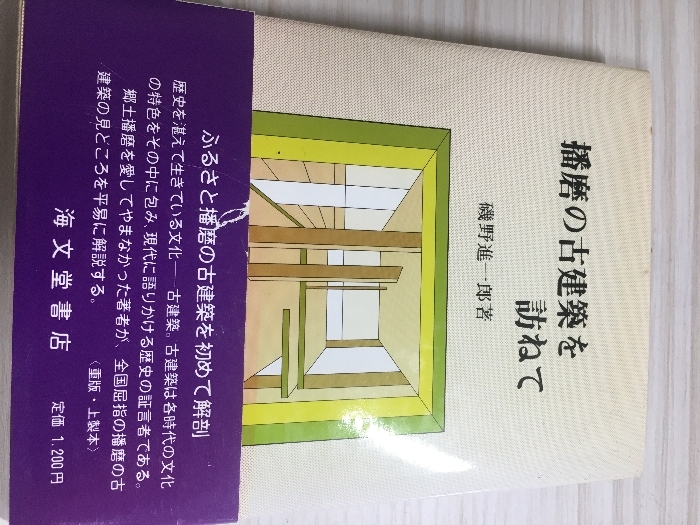 播磨の古建築を
訪ねて
磯野進一郎著
ふるさと播磨の古建築を初めて解剖
歴史を湛えて生きている文化——古建築。古建築は各時代の文化
の特色をその中に包み、現代に語りかける歴史の証言者である。
郷土播磨を愛してやまなかった著者が、全国屈指の播磨の古
建築の見どころを平易に解説する。
〈重版・上製本〉
海文堂書店
定価1,200円